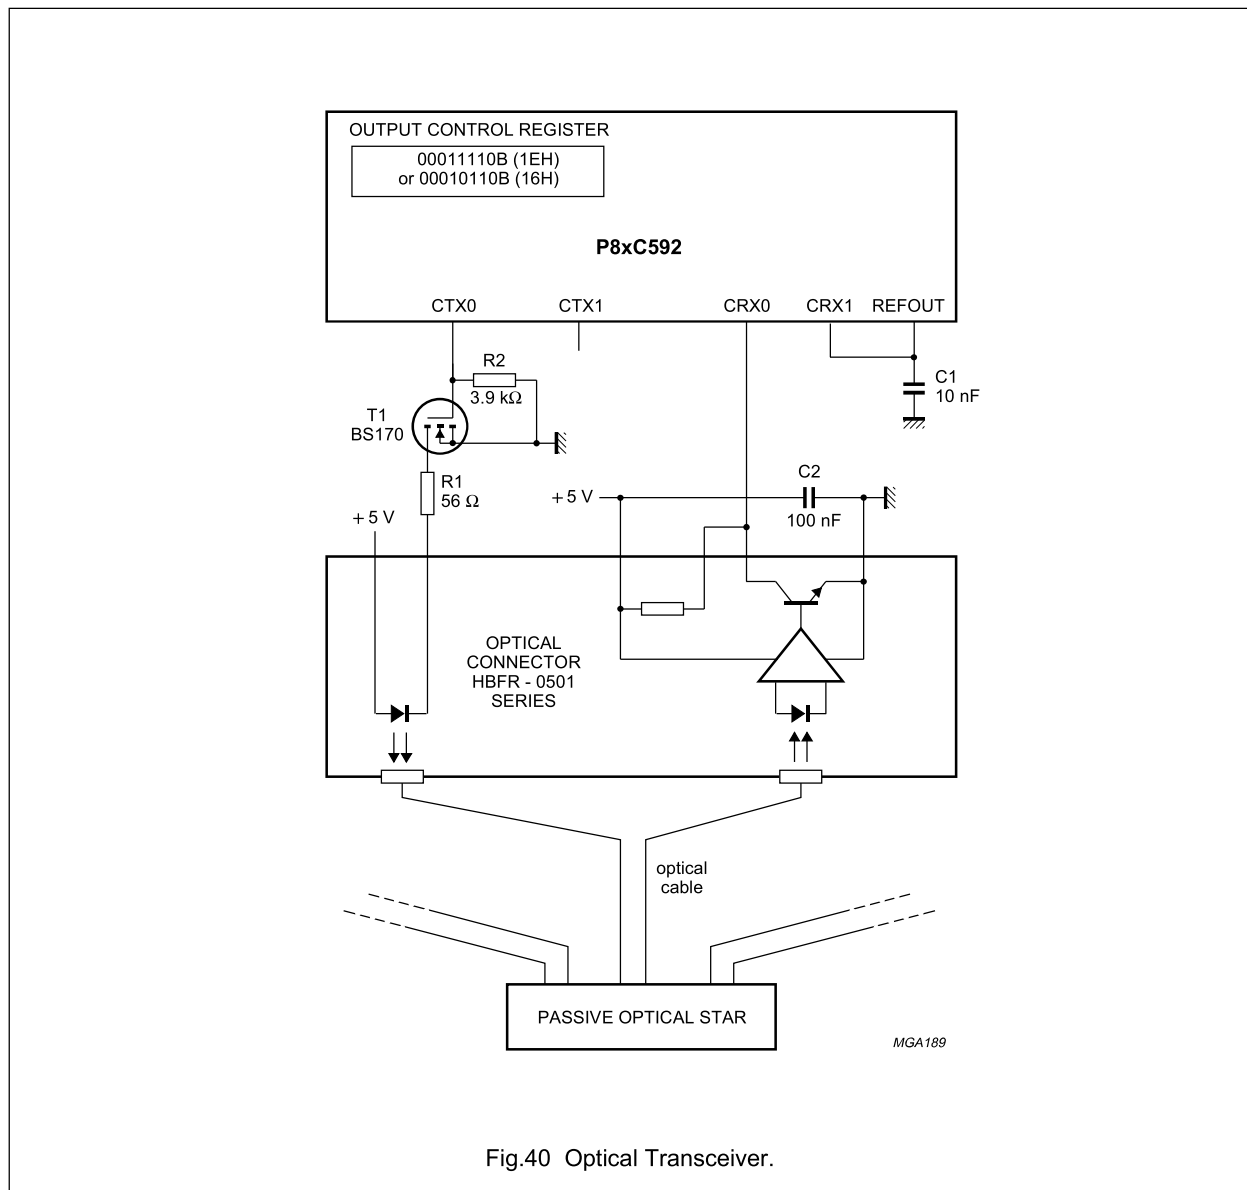 OUTPUT CONTROL REGISTER
00011110B (1EH)
or 00010110B (16H)
P8xC592
CTX0
CTX1
CRX0
CRX1
REFOUT
R2
3.9 kΩ
T1
BS170
C1
10 nF
R1
56 Ω
+5 V
+5 V
C2
100 nF
OPTICAL
CONNECTOR
HBFR - 0501
SERIES
optical
cable
PASSIVE OPTICAL STAR
MGA189
Fig.40 Optical Transceiver.